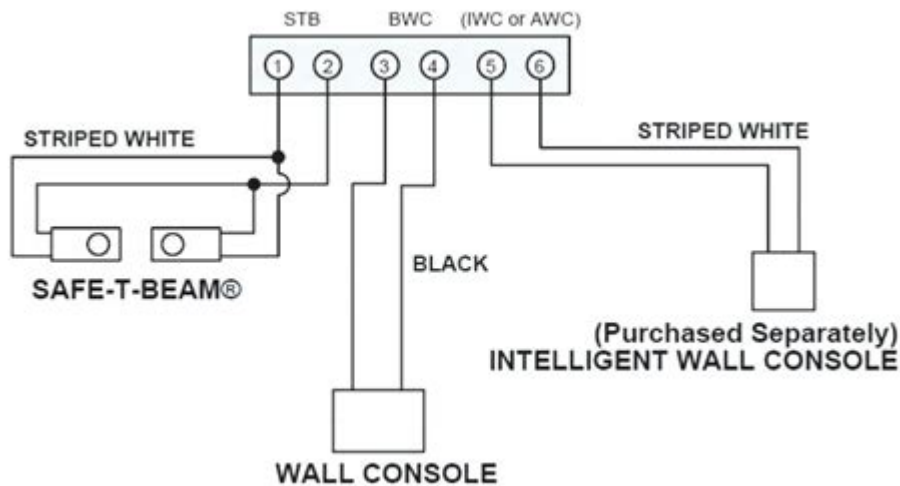 STB BWC (IWC or AWC)
1 2 3 4 5 6
STRIPED WHITE
STRIPED WHITE
SAFE-T-BEAM®
BLACK
(Purchased Separately)
INTELLIGENT WALL CONSOLE
WALL CONSOLE